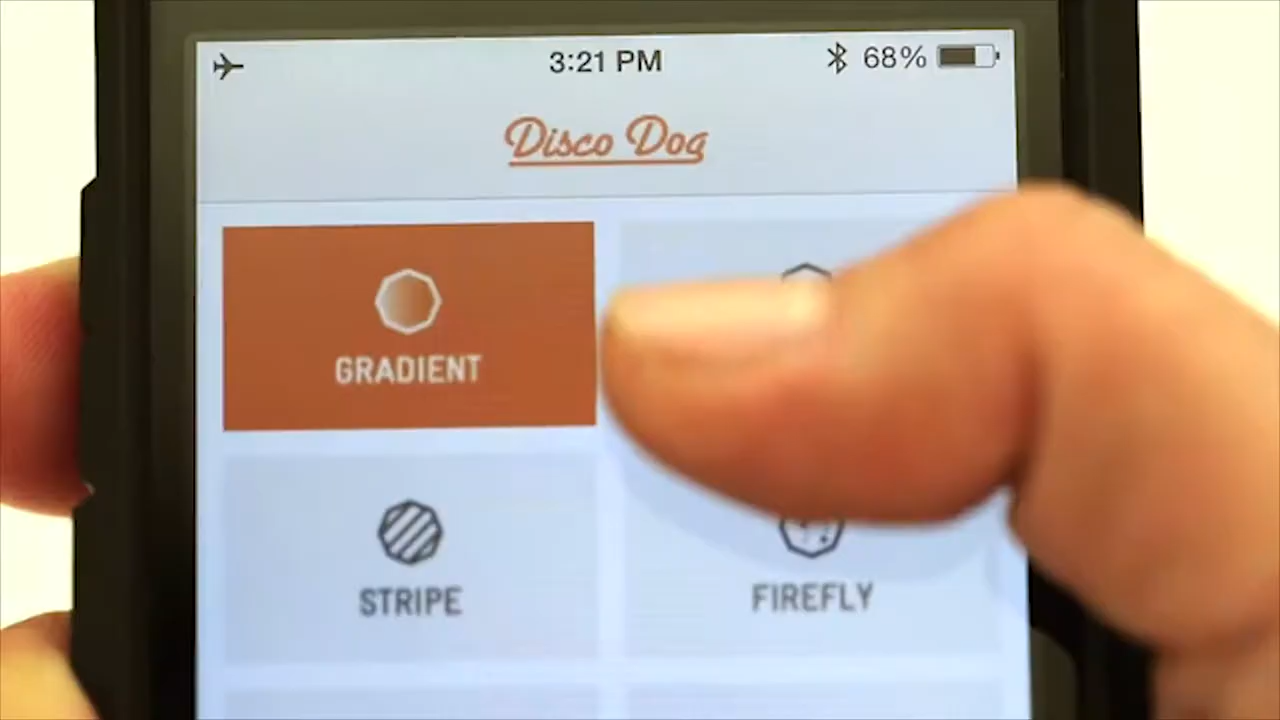 3:21 PM 68%
Disco Dog
GRADIENT
STRIPE
FIREFLY